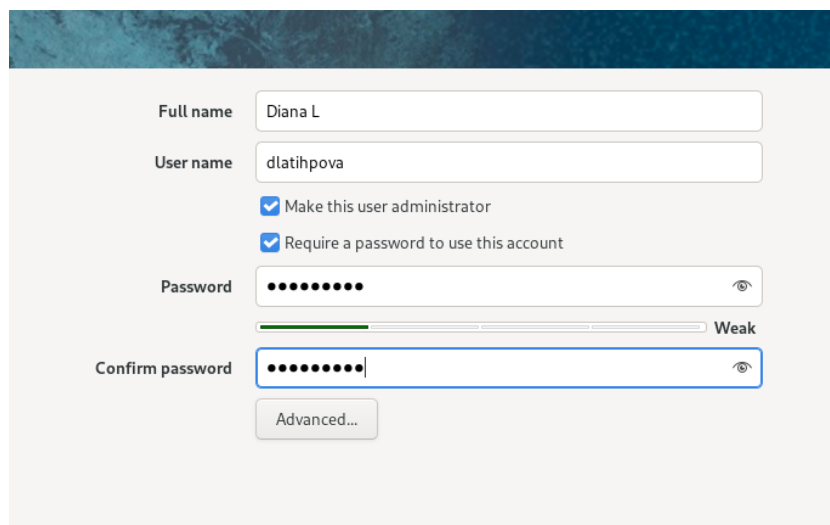 Full name Diana L
User name dlatihpova
Make this user administrator
Require a password to use this account
Password ●●●●●●●●●
Weak
Confirm password ●●●●●●●●●
Advanced...